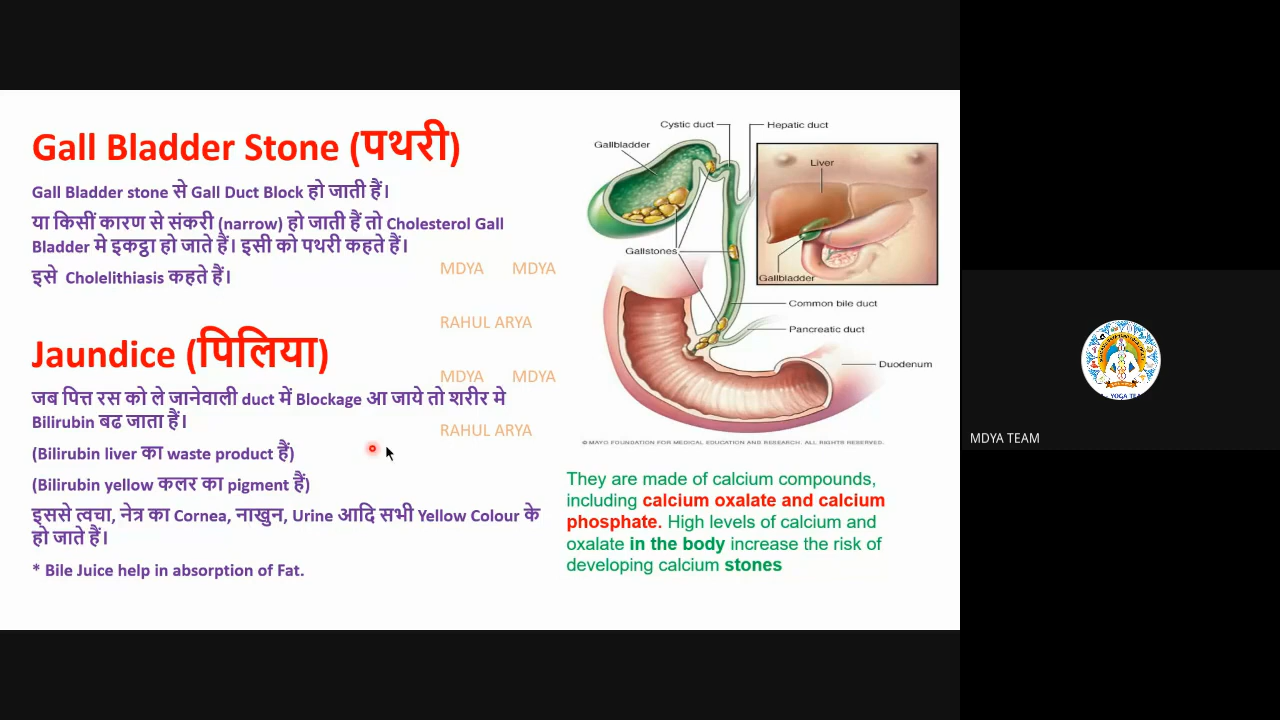 Gall Bladder Stone (पथरी)
Gall Bladder stone से Gall Duct Block हो जाती हैं।
या किसीं कारण से संकरी (narrow) हो जाती हैं तो Cholesterol Gall
Bladder मे इकट्ठा हो जाते हैं। इसी को पथरी कहते हैं।
इसे Cholelithiasis कहते हैं।
Jaundice (पिलिया)
जब पित्त रस को ले जानेवाली duct में Blockage आ जाये तो शरीर मे
Bilirubin बढ जाता हैं।
(Bilirubin liver का waste product हैं)
(Bilirubin yellow कलर का pigment हैं)
इससे त्वचा, नेत्र का Cornea, नाखुन, Urine आदि सभी Yellow Colour के
हो जाते हैं।
* Bile Juice help in absorption of Fat.
MDYA MDYA
RAHUL ARYA
MDYA MDYA
RAHUL ARYA
Cystic duct
Hepatic duct
Gallbladder
Liver
Gallstones
Gallbladder
Common bile duct
Pancreatic duct
Duodenum
© MAYO FOUNDATION FOR MEDICAL EDUCATION AND RESEARCH. ALL RIGHTS RESERVED.
They are made of calcium compounds,
including calcium oxalate and calcium
phosphate. High levels of calcium and
oxalate in the body increase the risk of
developing calcium stones
MDYA TEAM